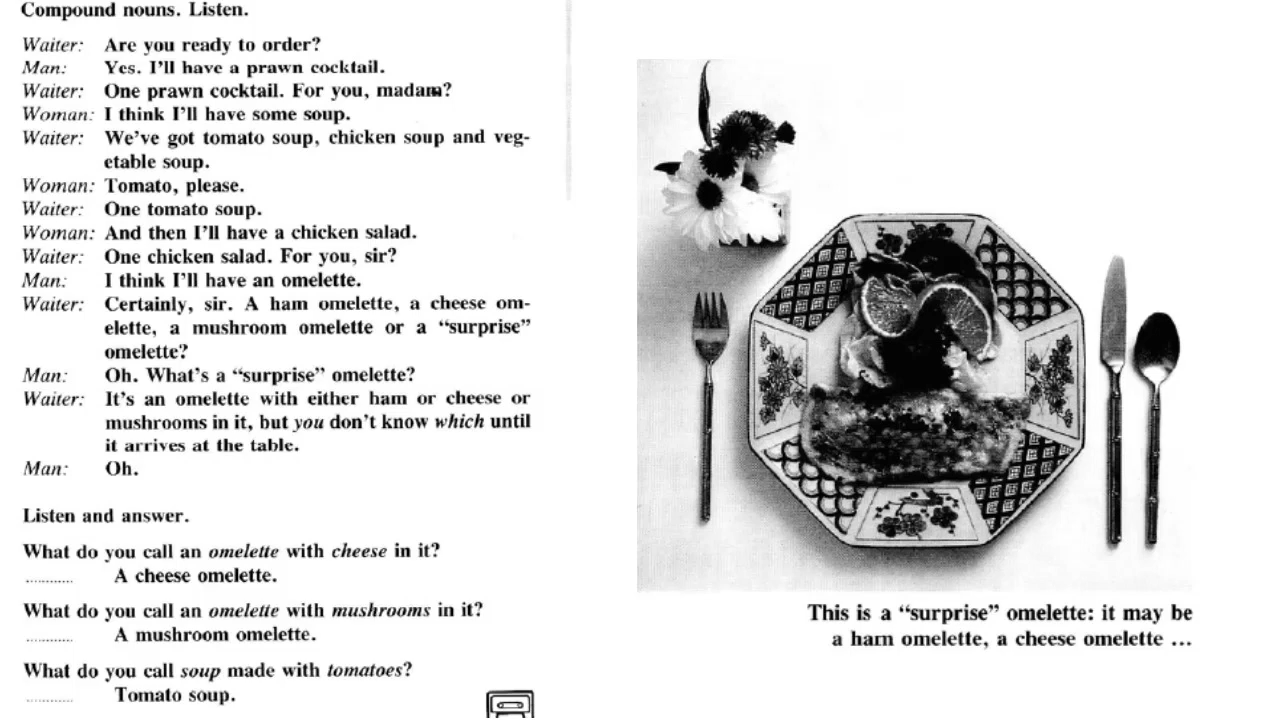 Compound nouns. Listen.
Waiter: Are you ready to order?
Man: Yes. I'll have a prawn cocktail.
Waiter: One prawn cocktail. For you, madam?
Woman: I think I'll have some soup.
Waiter: We've got tomato soup, chicken soup and veg-
etable soup.
Woman: Tomato, please.
Waiter: One tomato soup.
Woman: And then I'll have a chicken salad.
Waiter: One chicken salad. For you, sir?
Man: I think I'll have an omelette.
Waiter: Certainly, sir. A ham omelette, a cheese om-
elette, a mushroom omelette or a “surprise”
omelette?
Man: Oh. What's a “surprise” omelette?
Waiter: It's an omelette with either ham or cheese or
mushrooms in it, but you don't know which until
it arrives at the table.
Man: Oh.
Listen and answer.
What do you call an omelette with cheese in it?
............ A cheese omelette.
What do you call an omelette with mushrooms in it?
............ A mushroom omelette.
What do you call soup made with tomatoes?
............ Tomato soup.
This is a “surprise” omelette: it may be
a ham omelette, a cheese omelette ...